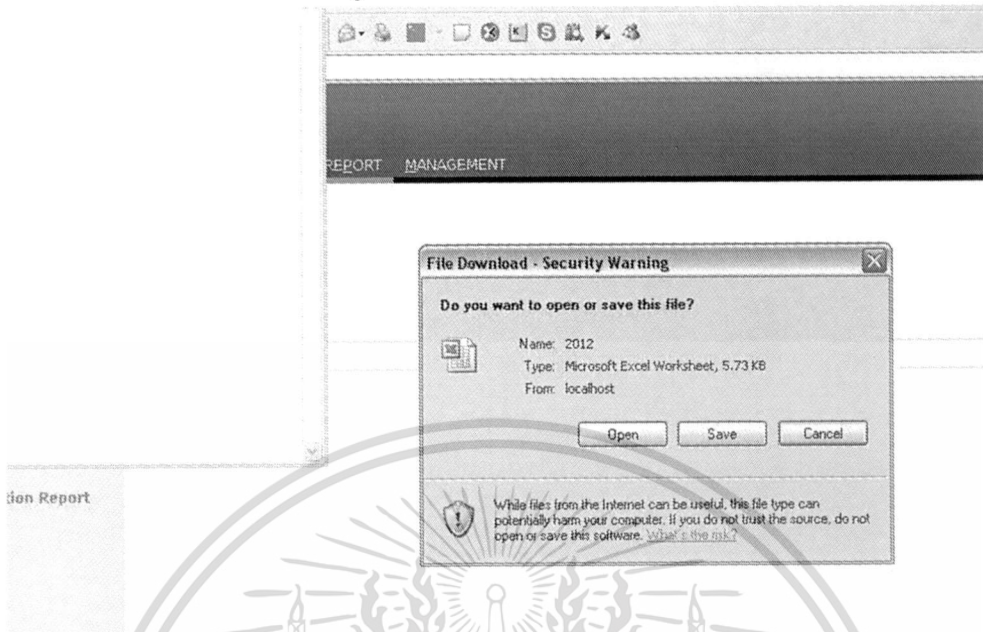 REPORT MANAGEMENT
File Download - Security Warning
Do you want to open or save this file?
Name: 2012
Type: Microsoft Excel Worksheet, 5.73 KB
From: localhost
Open Save Cancel
tion Report
While files from the Internet can be useful, this file type can
potentially harm your computer. If you do not trust the source, do not
open or save this software. What's the risk?